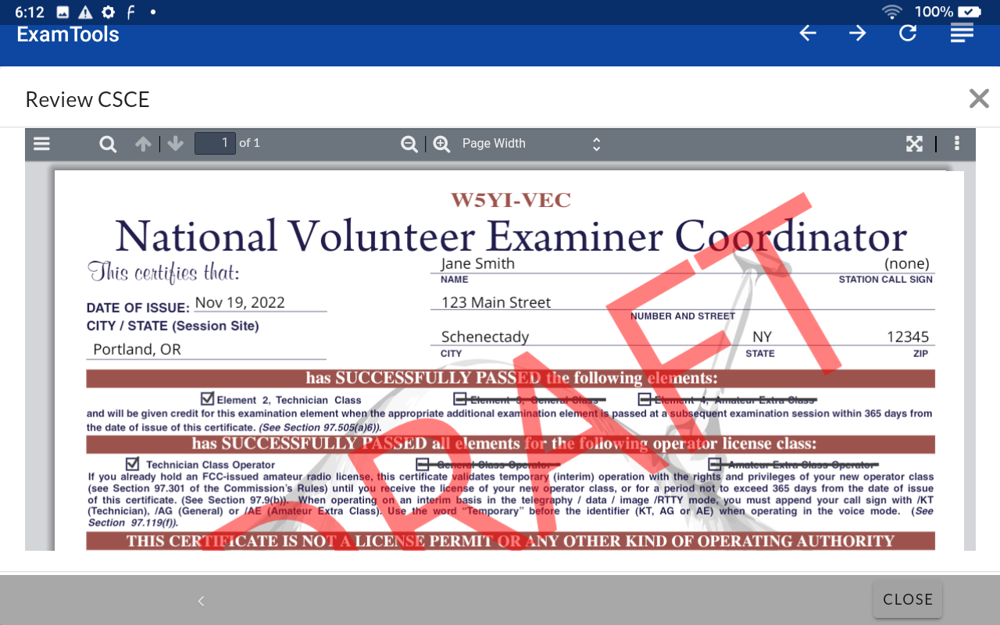 6:12
100%
ExamTools
Review CSCE
1 of 1
Page Width
W5YI-VEC
National Volunteer Examiner Coordinator
This certifies that:
Jane Smith
(none)
NAME
STATION CALL SIGN
DATE OF ISSUE: Nov 19, 2022
123 Main Street
NUMBER AND STREET
CITY / STATE (Session Site)
Portland, OR
Schenectady
NY
12345
CITY
STATE
ZIP
has SUCCESSFULLY PASSED the following elements:
Element 2, Technician Class
Element 3, General Class
Element 4, Amateur Extra Class
and will be given credit for this examination element when the appropriate additional examination element is passed at a subsequent examination session within 365 days from
the date of issue of this certificate. (See Section 97.505(a)6)).
has SUCCESSFULLY PASSED all elements for the following operator license class:
Technician Class Operator
General Class Operator
Amateur Extra Class Operator
If you already hold an FCC-issued amateur radio license, this certificate validates temporary (interim) operation with the rights and privileges of your new operator class
(see Section 97.301 of the Commission's Rules) until you receive the license of your new operator class, or for a period not to exceed 365 days from the date of issue
of this certificate. (See Section 97.9(b)). When operating on an interim basis in the telegraphy / data / image /RTTY mode, you must append your call sign with /KT
(Technician), /AG (General) or /AE (Amateur Extra Class). Use the word "Temporary" before the identifier (KT, AG or AE) when operating in the voice mode. (See
Section 97.119(f)).
THIS CERTIFICATE IS NOT A LICENSE PERMIT OR ANY OTHER KIND OF OPERATING AUTHORITY
DRAFT
CLOSE